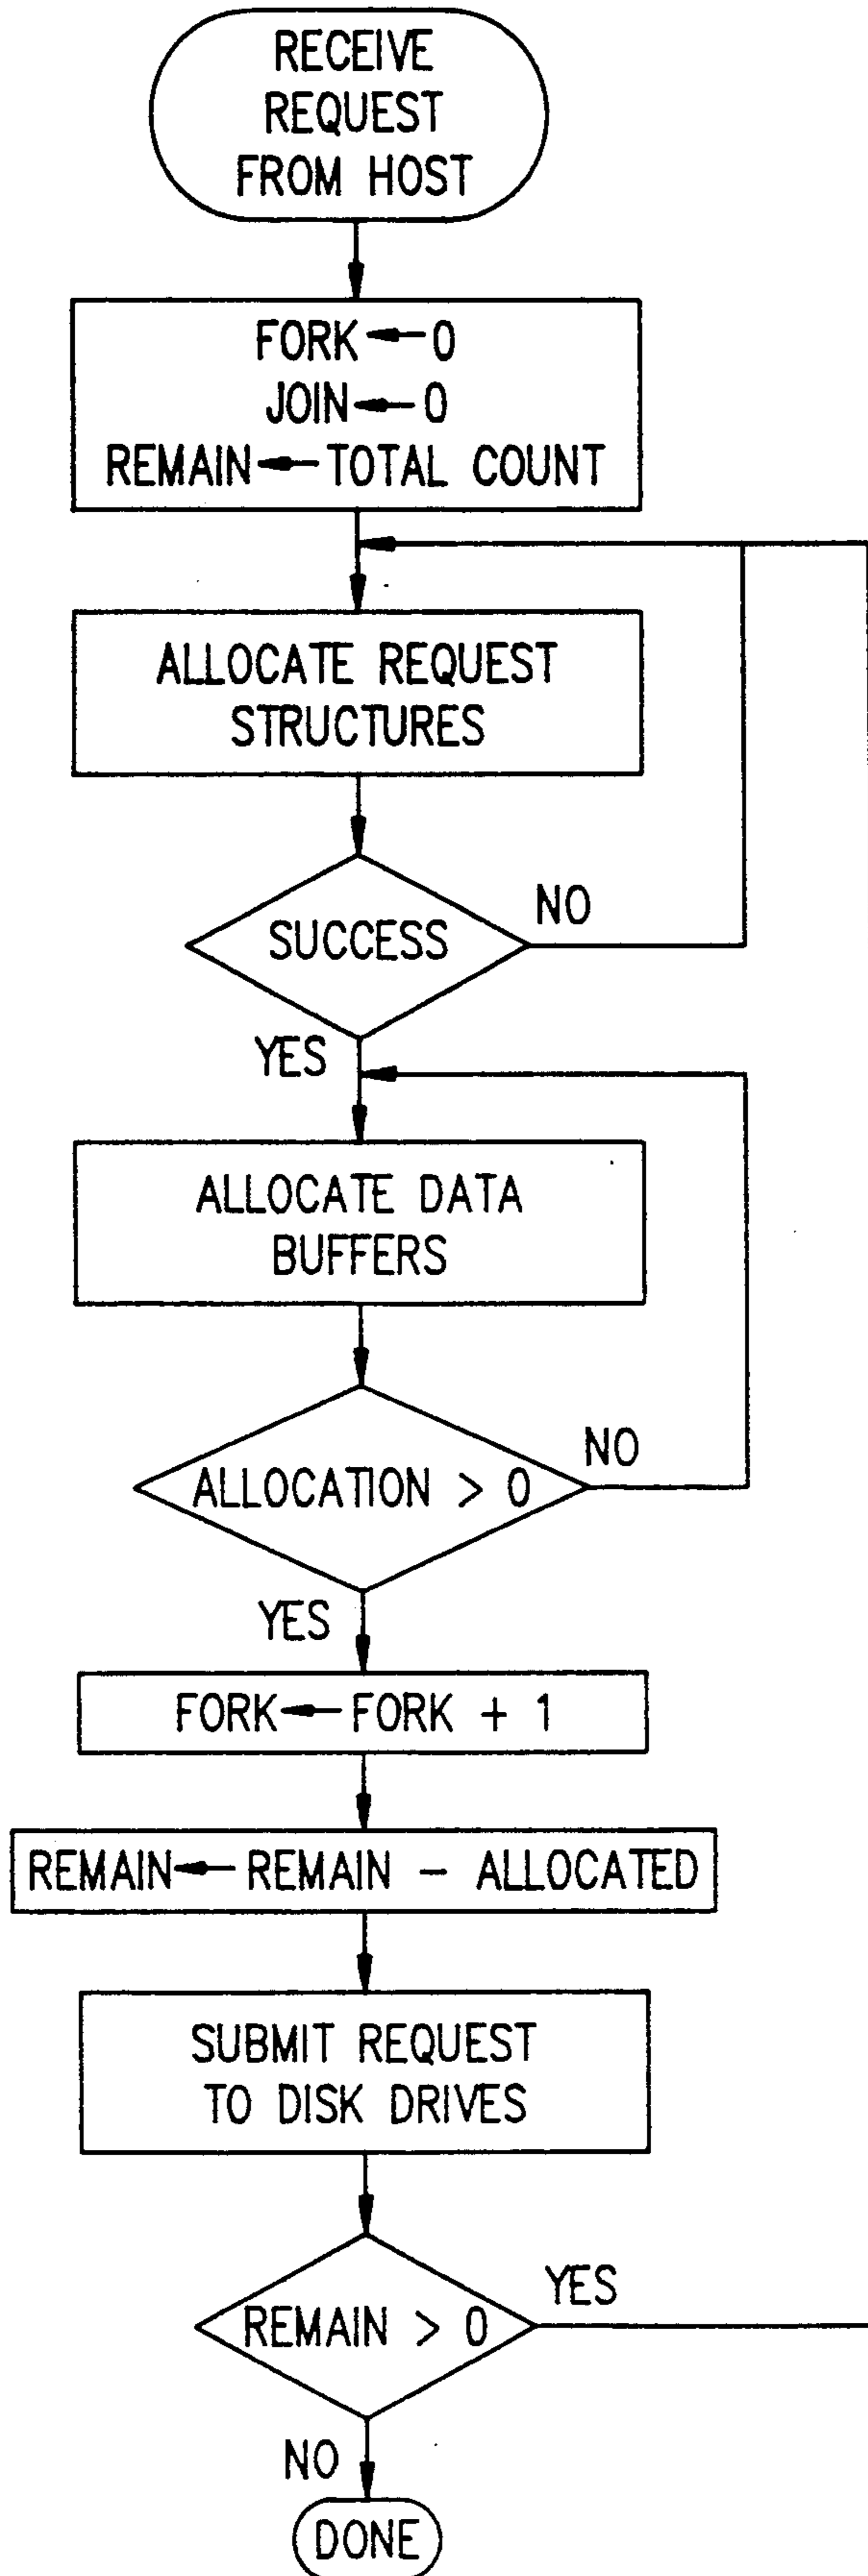 RECEIVE
REQUEST
FROM HOST
FORK ← 0
JOIN ← 0
REMAIN ← TOTAL COUNT
ALLOCATE REQUEST
STRUCTURES
SUCCESS
NO
YES
ALLOCATE DATA
BUFFERS
ALLOCATION > 0
NO
YES
FORK ← FORK + 1
REMAIN ← REMAIN - ALLOCATED
SUBMIT REQUEST
TO DISK DRIVES
REMAIN > 0
YES
NO
DONE